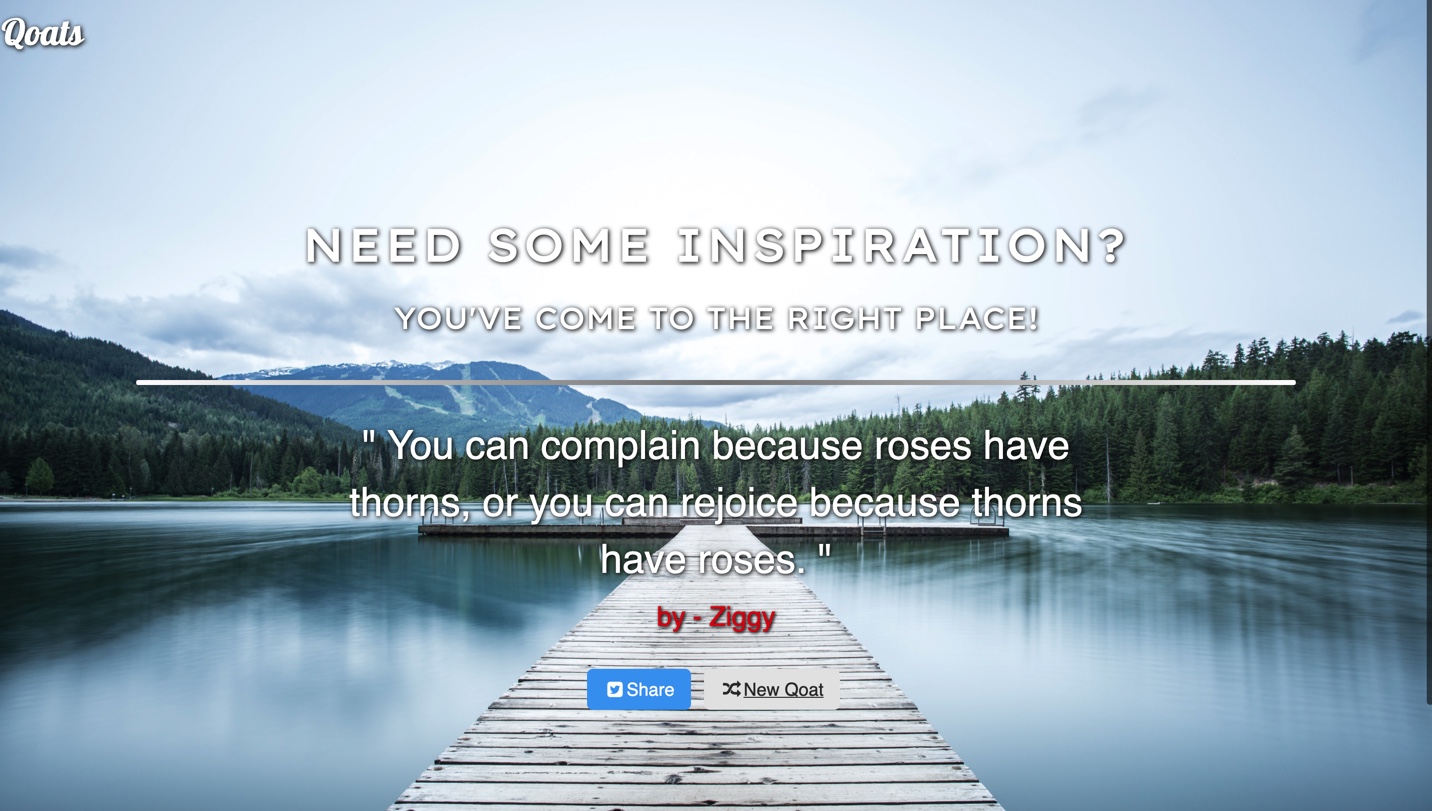 Qoats
NEED SOME INSPIRATION?
YOU'VE COME TO THE RIGHT PLACE!
" You can complain because roses have
thorns, or you can rejoice because thorns
have roses. "
by - Ziggy
Share
New Qoat